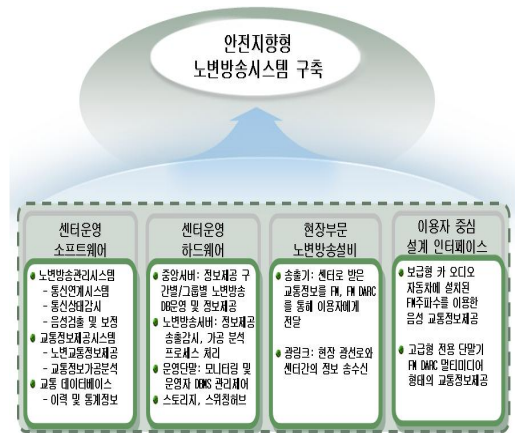 안전지향형
노변방송시스템 구축
센터운영
소프트웨어
노변방송관리시스템
- 통신연계시스템
- 통신상태감시
- 음성검출 및 보정
교통정보제공시스템
- 노변교통정보제공
- 교통정보가공분석
교통 데이터베이스
- 이력 및 통계정보
센터운영
하드웨어
중앙서버: 정보제공 구
간별/그룹별 노변방송
DB운영 및 정보제공
노변방송서버: 정보제공
송출감시, 가공 분석
프로세스 처리
운영단말: 모니터링 및
운영자 DBMS 관리제어
스토리지, 스위칭허브
현장부문
노변방송설비
송출기: 센터로 받은
교통정보를 FM, FM DARC
를 통해 이용자에게
전달
광링크: 현장 광선로와
센터간의 정보 송수신
이용자 중심
설계 인터페이스
보급형 카 오디오
자동차에 설치된
FM주파수를 이용한
음성 교통정보제공
고급형 전용 단말기
FM DARC 멀티미디어
형태의 교통정보제공